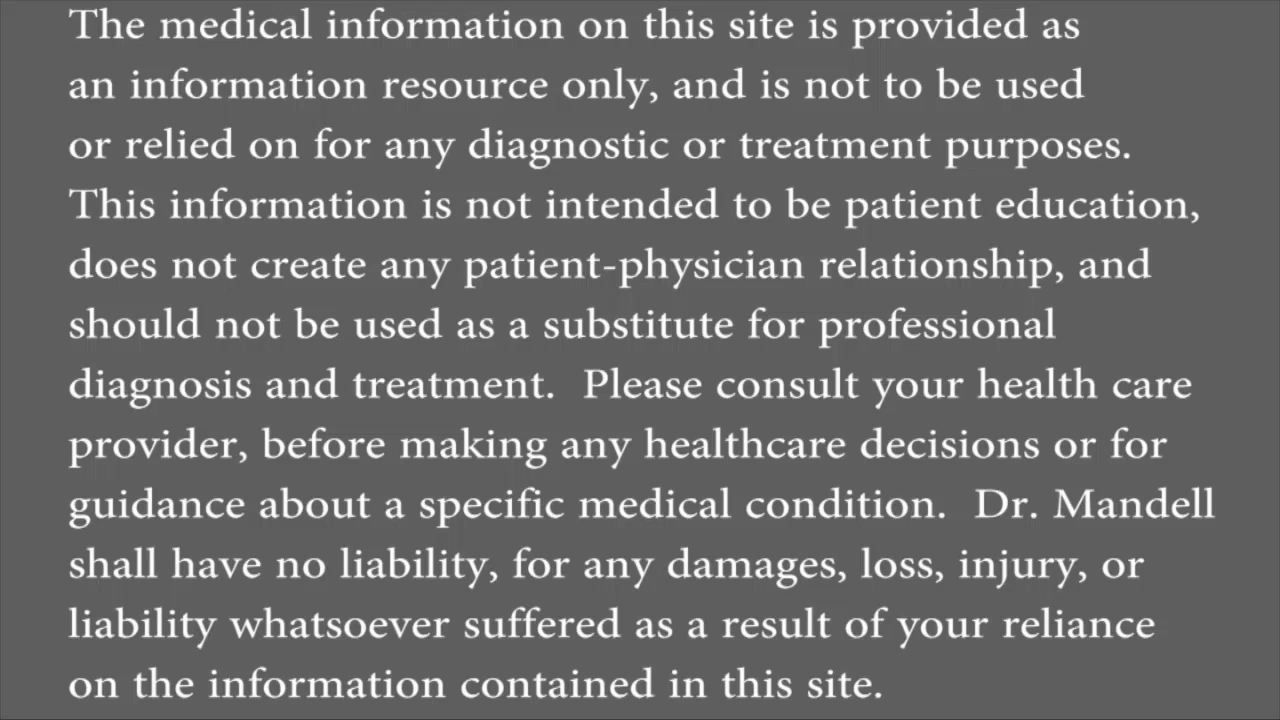 The medical information on this site is provided as
an information resource only, and is not to be used
or relied on for any diagnostic or treatment purposes.
This information is not intended to be patient education,
does not create any patient-physician relationship, and
should not be used as a substitute for professional
diagnosis and treatment.  Please consult your health care
provider, before making any healthcare decisions or for
guidance about a specific medical condition.  Dr. Mandell
shall have no liability, for any damages, loss, injury, or
liability whatsoever suffered as a result of your reliance
on the information contained in this site.